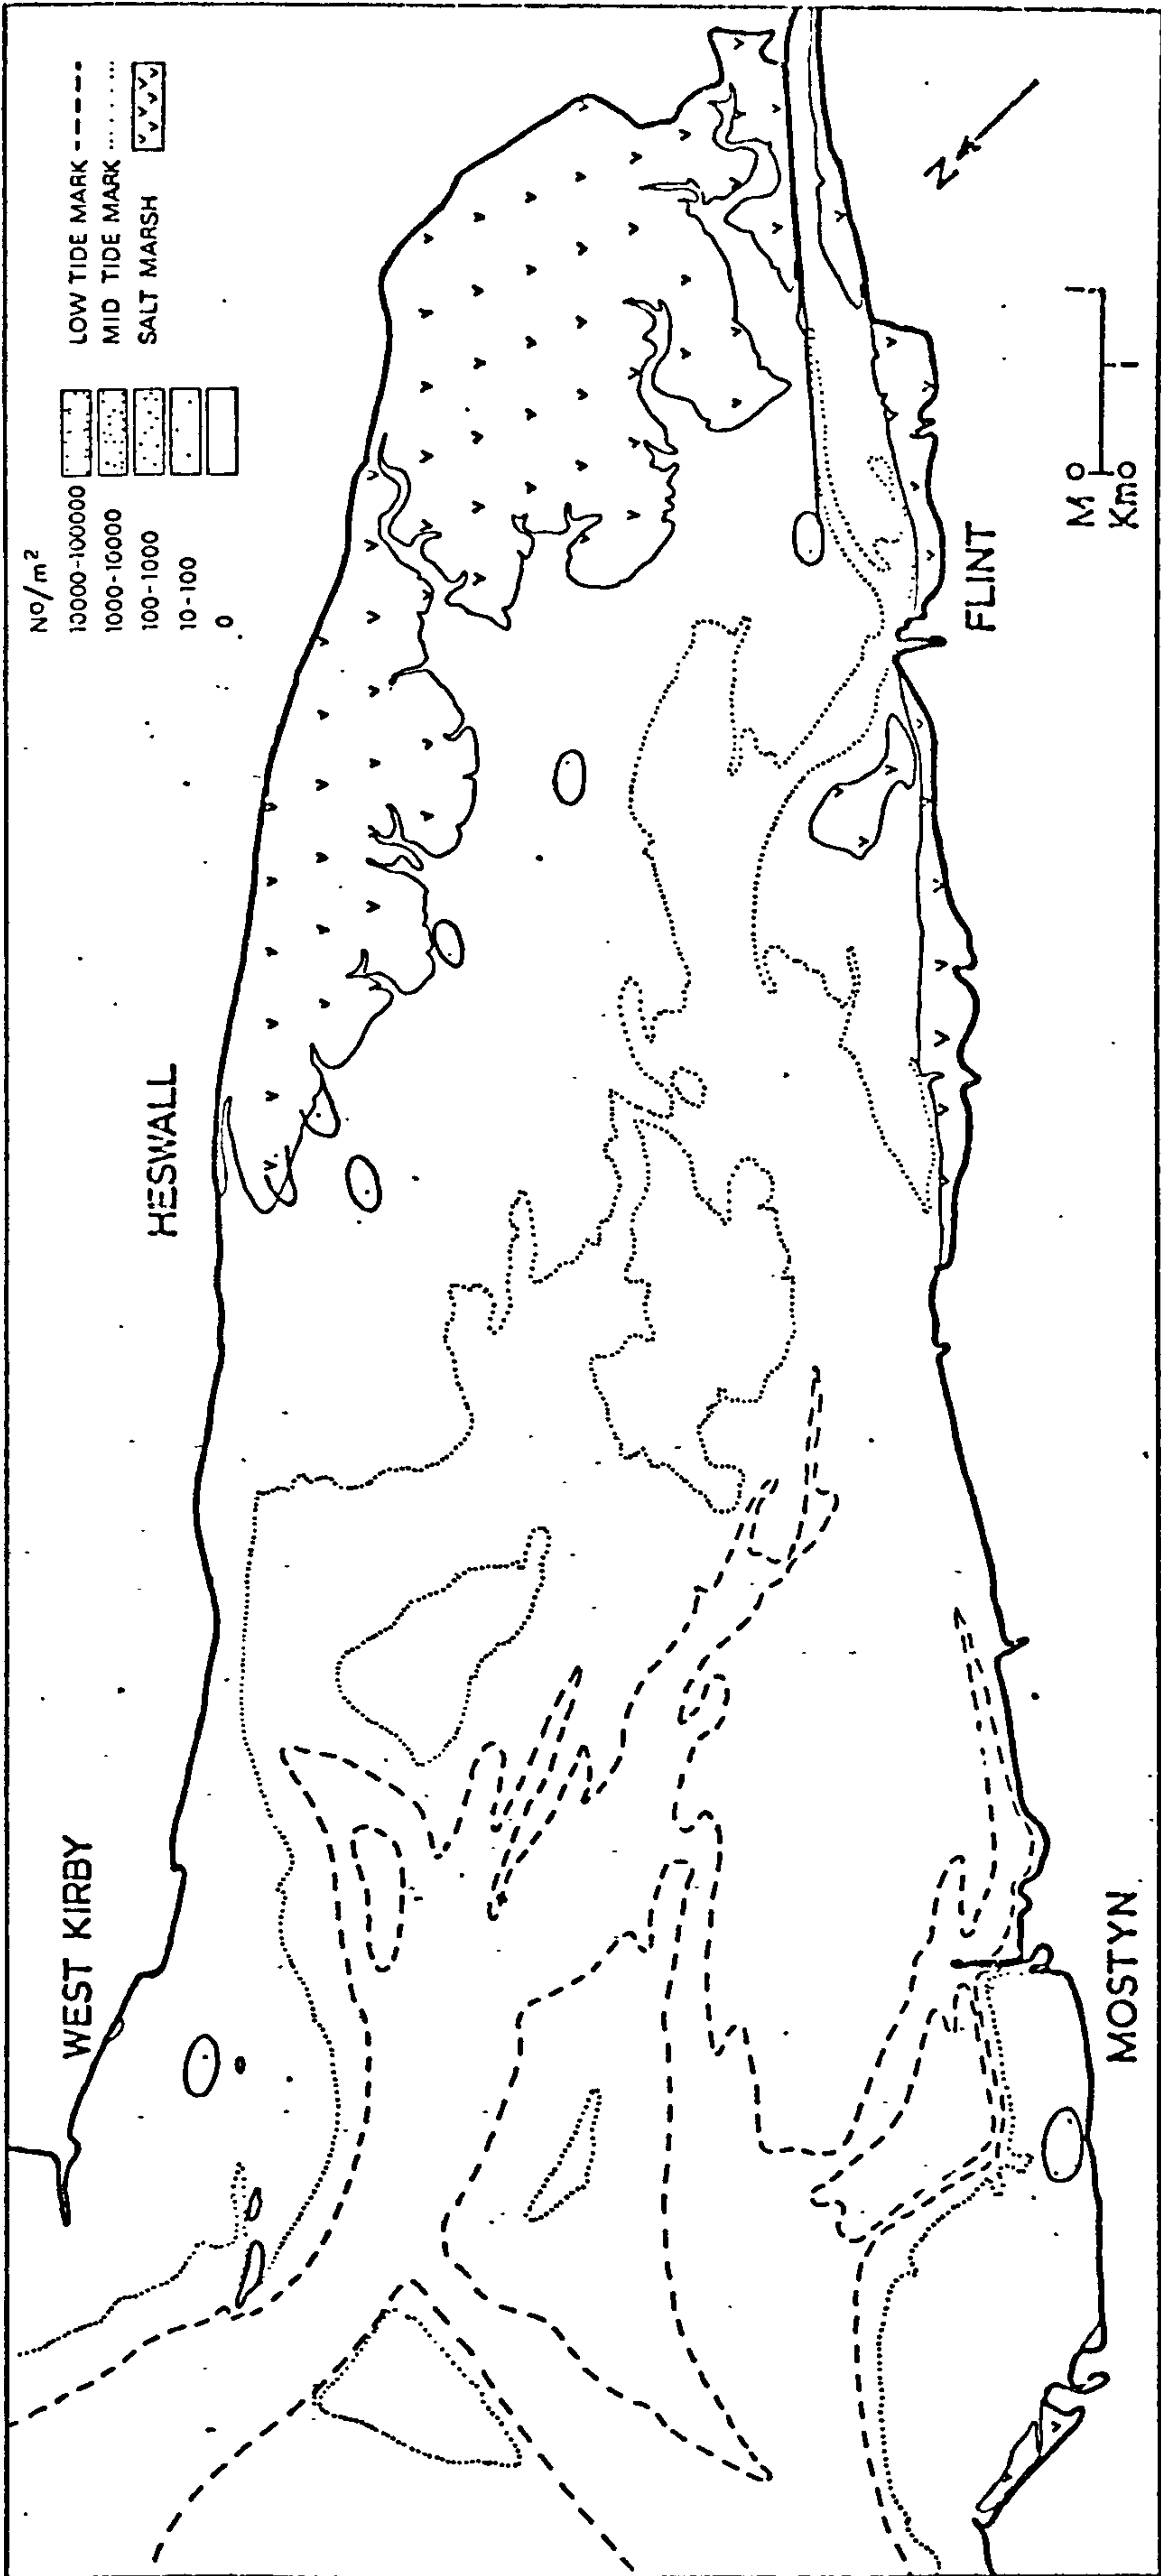 No/m²
10000-100000
1000-10000
100-1000
10-100
0
LOW TIDE MARK
MID TIDE MARK
SALT MARSH
WEST KIRBY
HESWALL
FLINT
MOSTYN
N
M 0 1
Km 0 1